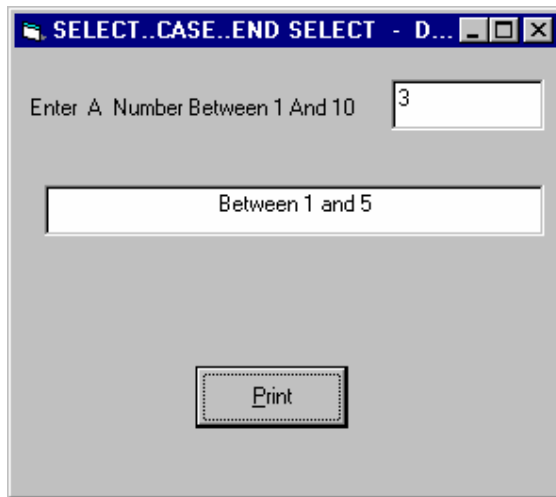 SELECT..CASE..END SELECT - D...
Enter A Number Between 1 And 10
3
Between 1 and 5
Print